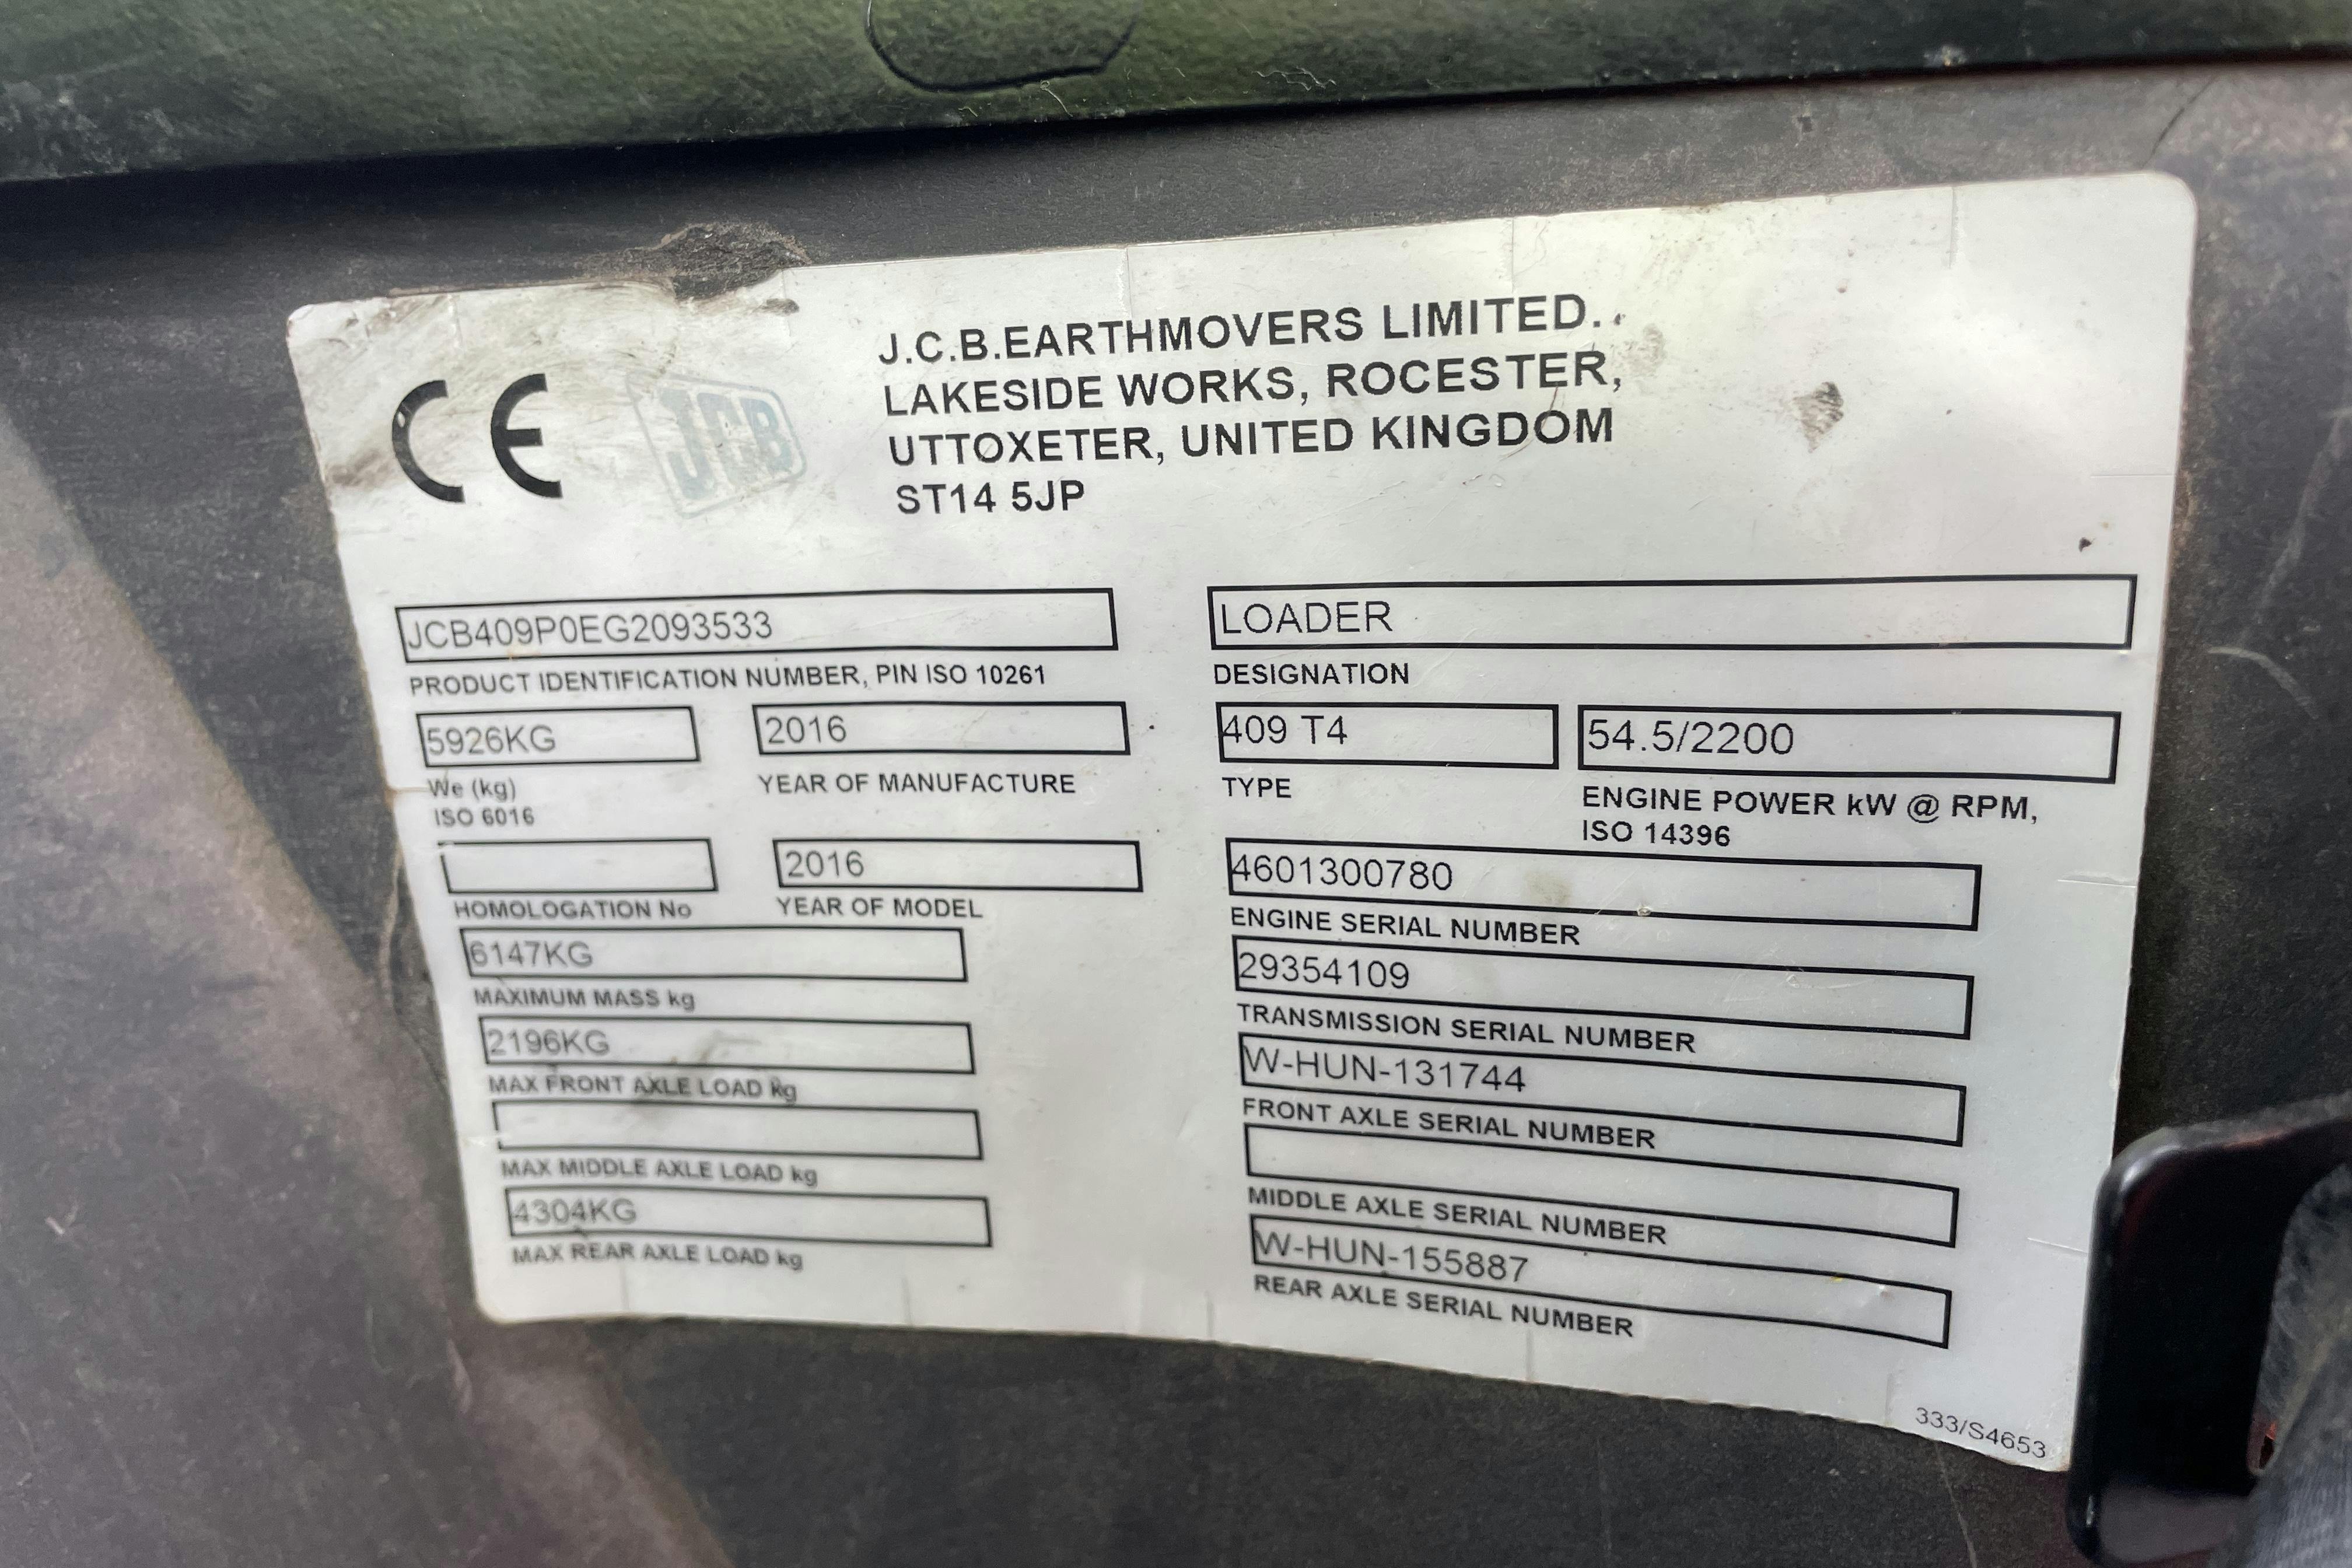 CE JCB
J.C.B.EARTHMOVERS LIMITED.
LAKESIDE WORKS, ROCESTER,
UTTOXETER, UNITED KINGDOM
ST14 5JP
JCB409P0EG2093533
PRODUCT IDENTIFICATION NUMBER, PIN ISO 10261
LOADER
DESIGNATION
5926KG
We (kg)
ISO 6016
2016
YEAR OF MANUFACTURE
409 T4
TYPE
54.5/2200
ENGINE POWER kW @ RPM,
ISO 14396
HOMOLOGATION No
2016
YEAR OF MODEL
4601300780
ENGINE SERIAL NUMBER
6147KG
MAXIMUM MASS kg
29354109
TRANSMISSION SERIAL NUMBER
2196KG
MAX FRONT AXLE LOAD kg
W-HUN-131744
FRONT AXLE SERIAL NUMBER
MAX MIDDLE AXLE LOAD kg
MIDDLE AXLE SERIAL NUMBER
4304KG
MAX REAR AXLE LOAD kg
W-HUN-155887
REAR AXLE SERIAL NUMBER
333/S4653